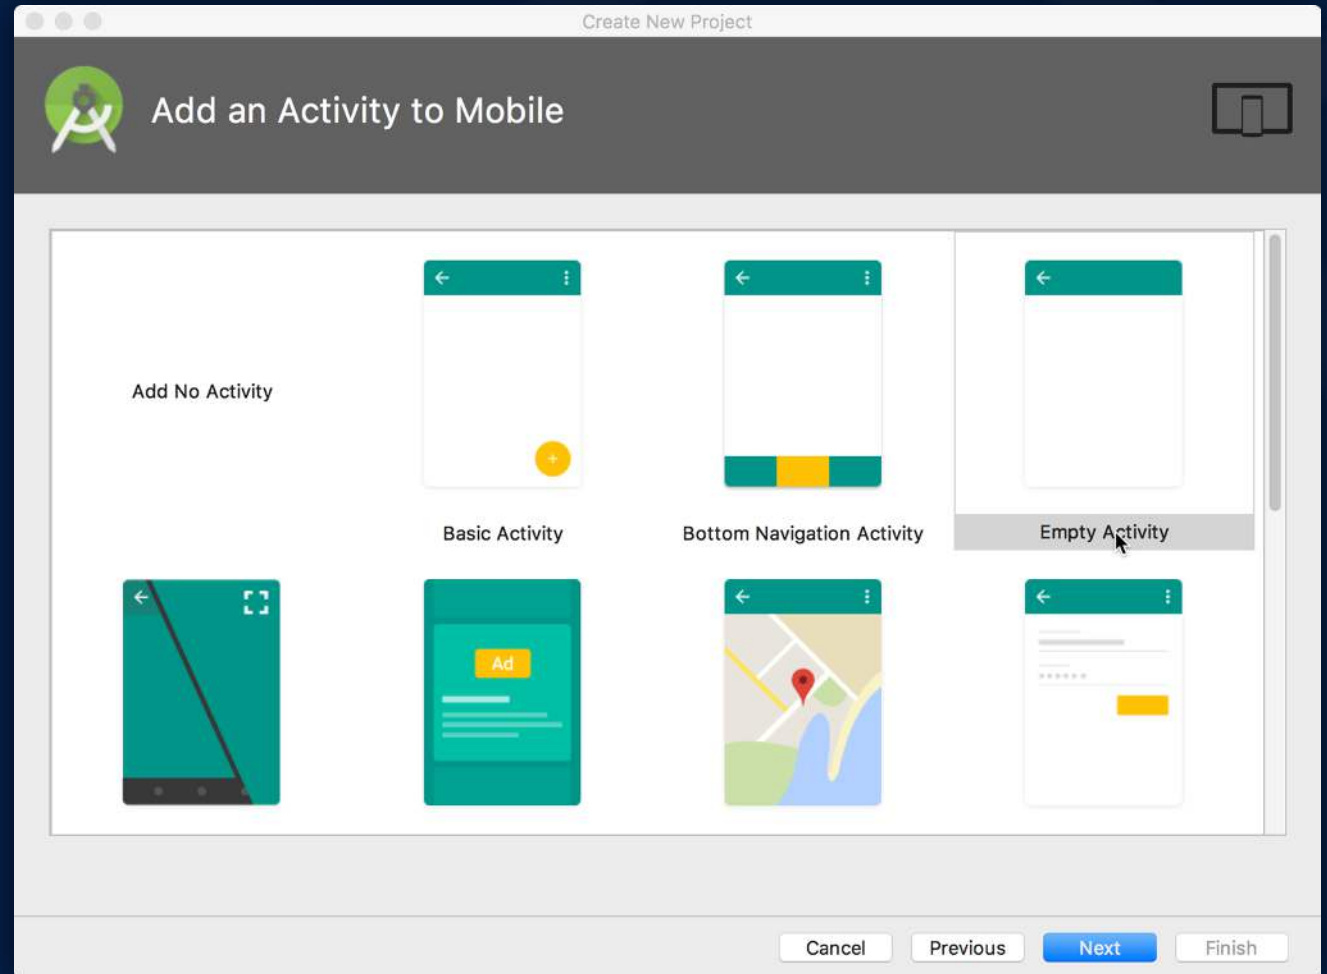 Create New Project
Add an Activity to Mobile
Add No Activity
Basic Activity
Bottom Navigation Activity
Empty Activity
Ad
Cancel
Previous
Next
Finish